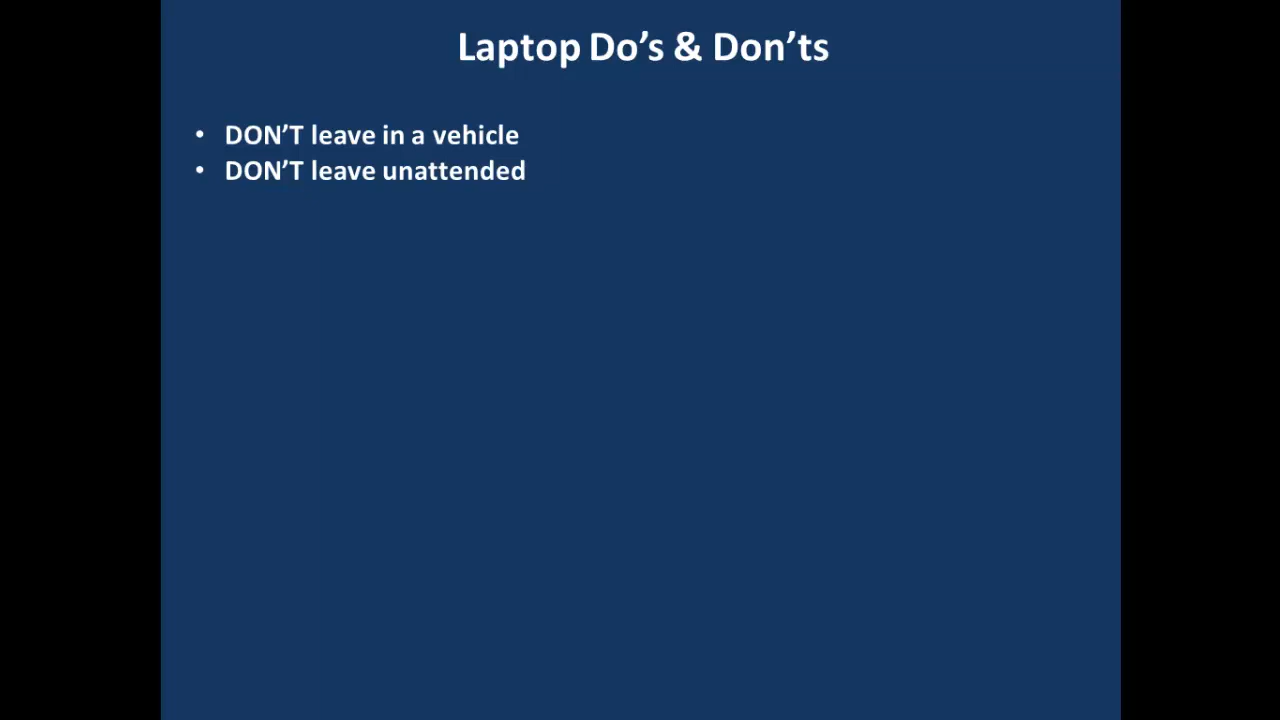 Laptop Do’s & Don’ts
• DON’T leave in a vehicle
• DON’T leave unattended